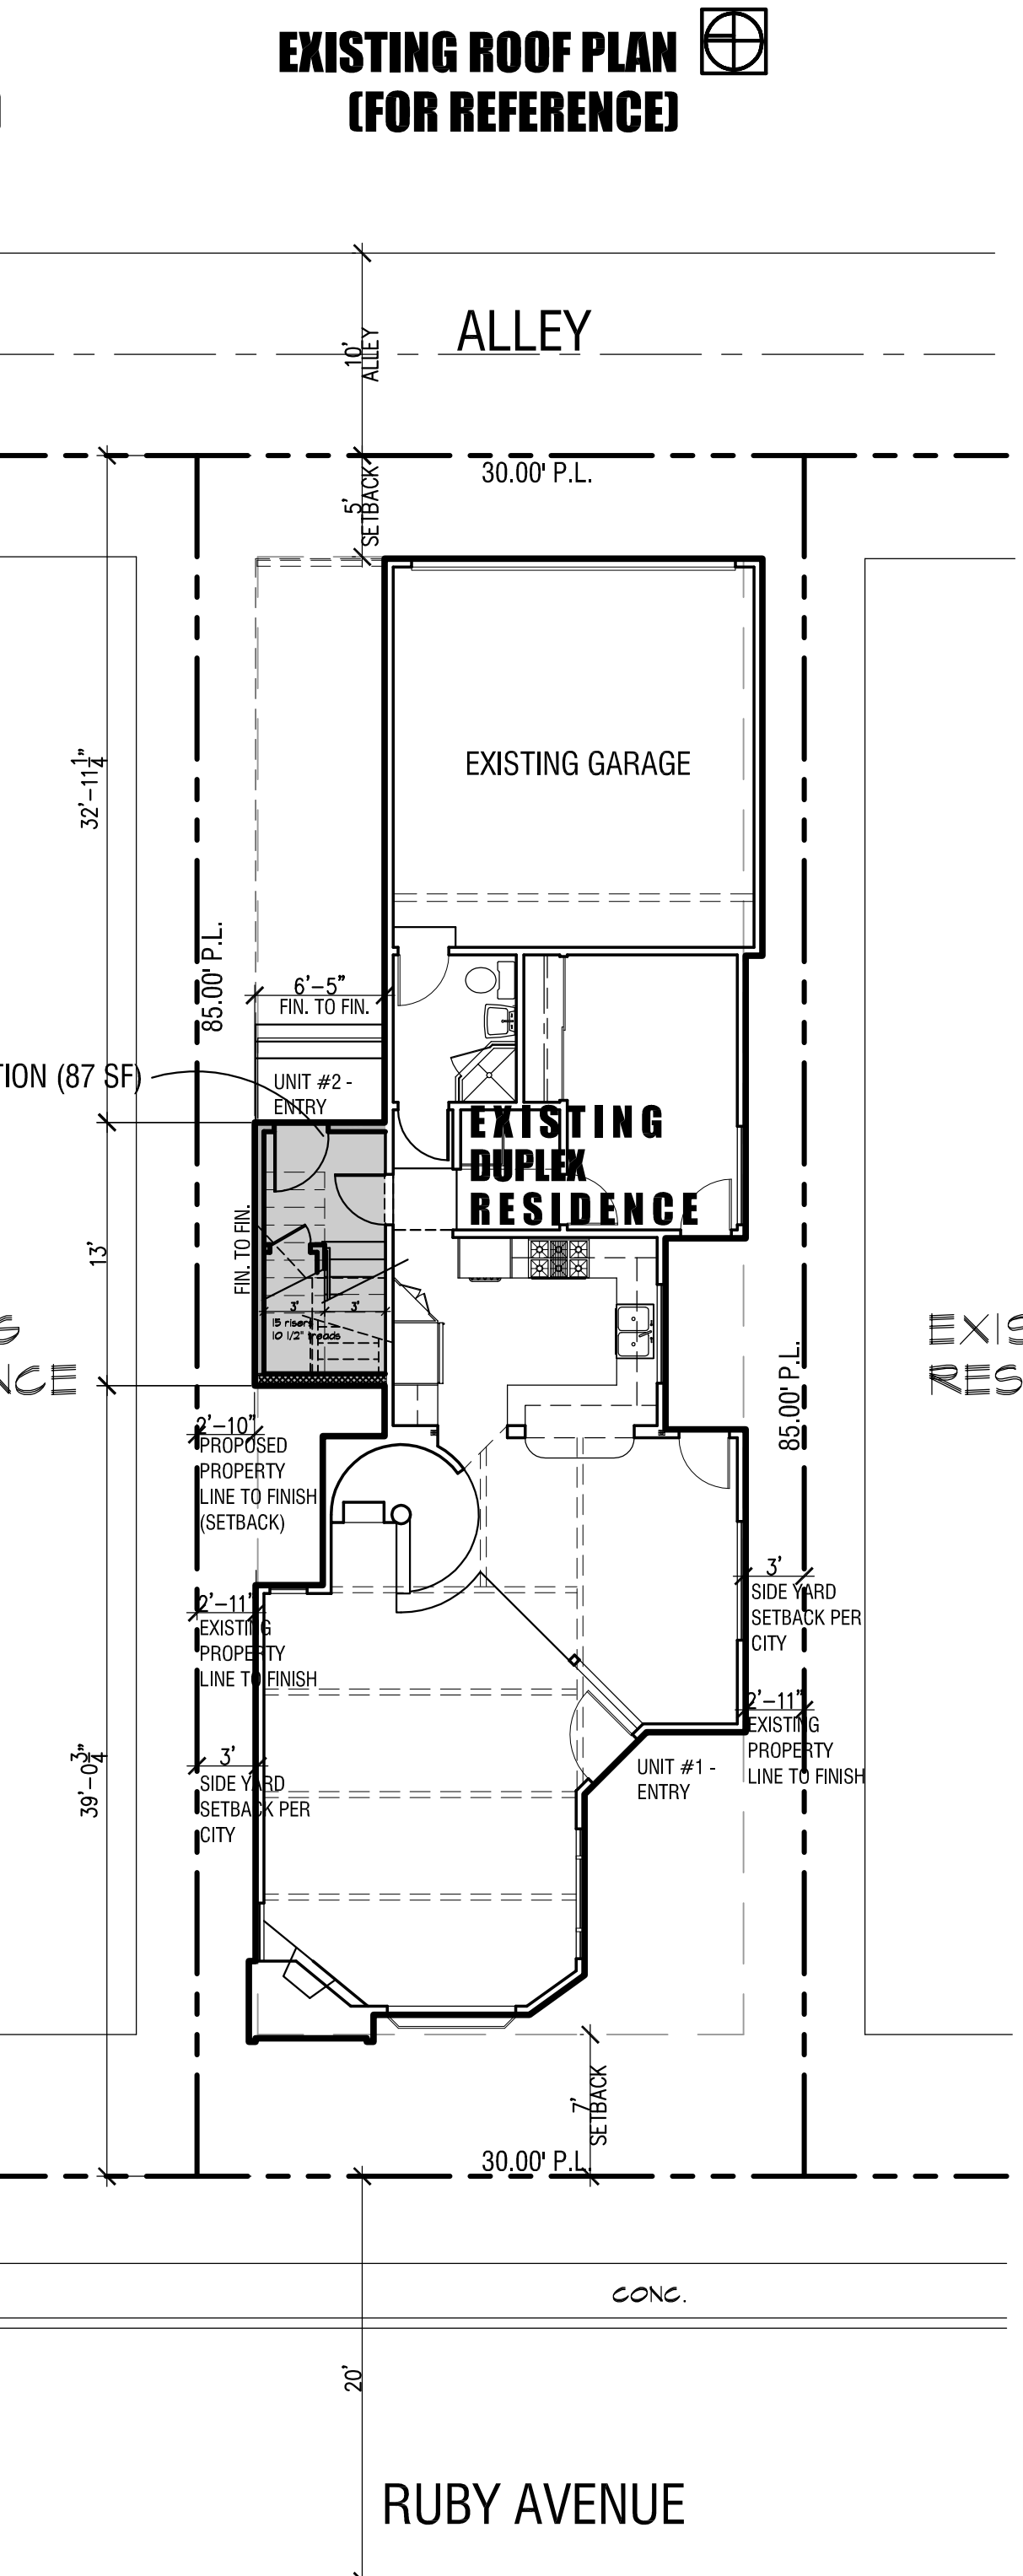 EXISTING ROOF PLAN
(FOR REFERENCE)
ALLEY
10'
ALLEY
30.00' P.L.
5'
SETBACK
EXISTING GARAGE
32'-11 1/4"
85.00' P.L.
6'-5"
FIN. TO FIN.
TION (87 SF)
UNIT #2 -
ENTRY
EXISTING
DUPLEX
RESIDENCE
FIN. TO FIN.
13'
3'
3'
15 risers
10 1/2" treads
G
NCE
EXIS
RES
85.00' P.L.
2'-10"
PROPOSED
PROPERTY
LINE TO FINISH
(SETBACK)
3'
SIDE YARD
SETBACK PER
CITY
2'-11"
EXISTING
PROPERTY
LINE TO FINISH
2'-11"
EXISTING
PROPERTY
LINE TO FINISH
39'-0 3/4"
3'
SIDE YARD
SETBACK PER
CITY
UNIT #1 -
ENTRY
7'
SETBACK
30.00' P.L.
CONC.
20'
RUBY AVENUE